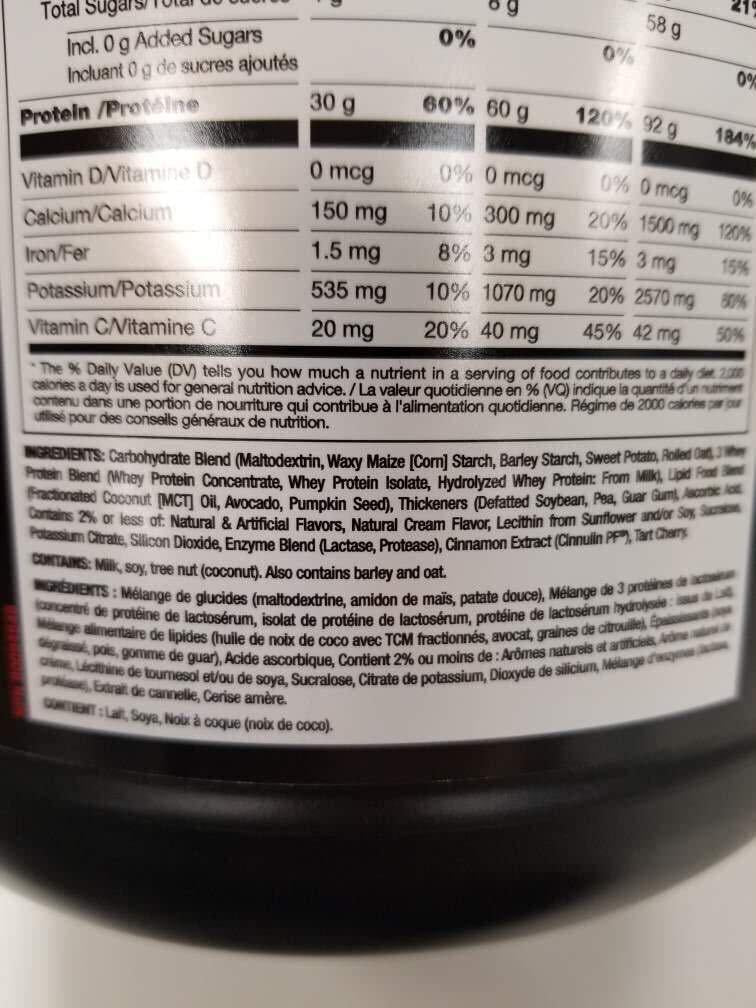 Total Sugars/Total 8 g 58 g 21%
Incl. 0 g Added Sugars 0% 0% 0%
Incluant 0 g de sucres ajoutés
Protein /Protéine 30 g 60% 60 g 120% 92 g 184%
Vitamin D/Vitamine D 0 mcg 0% 0 mcg 0% 0 mcg 0%
Calcium/Calcium 150 mg 10% 300 mg 20% 1500 mg 120%
Iron/Fer 1.5 mg 8% 3 mg 15% 3 mg 15%
Potassium/Potassium 535 mg 10% 1070 mg 20% 2570 mg 60%
Vitamin C/Vitamine C 20 mg 20% 40 mg 45% 42 mg 50%
* The % Daily Value (DV) tells you how much a nutrient in a serving of food contributes to a daily diet. 2,000
calories a day is used for general nutrition advice. / La valeur quotidienne en % (VQ) indique la quantité d'un nutriment
contenu dans une portion de nourriture qui contribue à l'alimentation quotidienne. Régime de 2000 calories par jour
utilisé pour des conseils généraux de nutrition.
INGREDIENTS: Carbohydrate Blend (Maltodextrin, Waxy Maize [Corn] Starch, Barley Starch, Sweet Potato, Rolled Oat), 3 Whey
Protein Blend (Whey Protein Concentrate, Whey Protein Isolate, Hydrolyzed Whey Protein: From Milk), Lipid Food Blend
(Fractionated Coconut [MCT] Oil, Avocado, Pumpkin Seed), Thickeners (Defatted Soybean, Pea, Guar Gum), Ascorbic Acid.
Contains 2% or less of: Natural & Artificial Flavors, Natural Cream Flavor, Lecithin from Sunflower and/or Soy, Sucralose,
Potassium Citrate, Silicon Dioxide, Enzyme Blend (Lactase, Protease), Cinnamon Extract (Cinnulin PF®), Tart Cherry.
CONTAINS: Milk, soy, tree nut (coconut). Also contains barley and oat.
INGRÉDIENTS : Mélange de glucides (maltodextrine, amidon de maïs, patate douce), Mélange de 3 protéines de lactosérum
(concentré de protéine de lactosérum, isolat de protéine de lactosérum, protéine de lactosérum hydrolysée : issus de Lait),
Mélange alimentaire de lipides (huile de noix de coco avec TCM fractionnés, avocat, graines de citrouille), Épaississants
dégraissé, pois, gomme de guar), Acide ascorbique, Contient 2% ou moins de : Arômes naturels et artificiels, Arôme naturel de
crème, Lécithine de tournesol et/ou de soya, Sucralose, Citrate de potassium, Dioxyde de silicium, Mélange d'enzymes (lactase,
protéase), Extrait de cannelle, Cerise amère.
CONTIENT : Lait, Soya, Noix à coque (noix de coco).